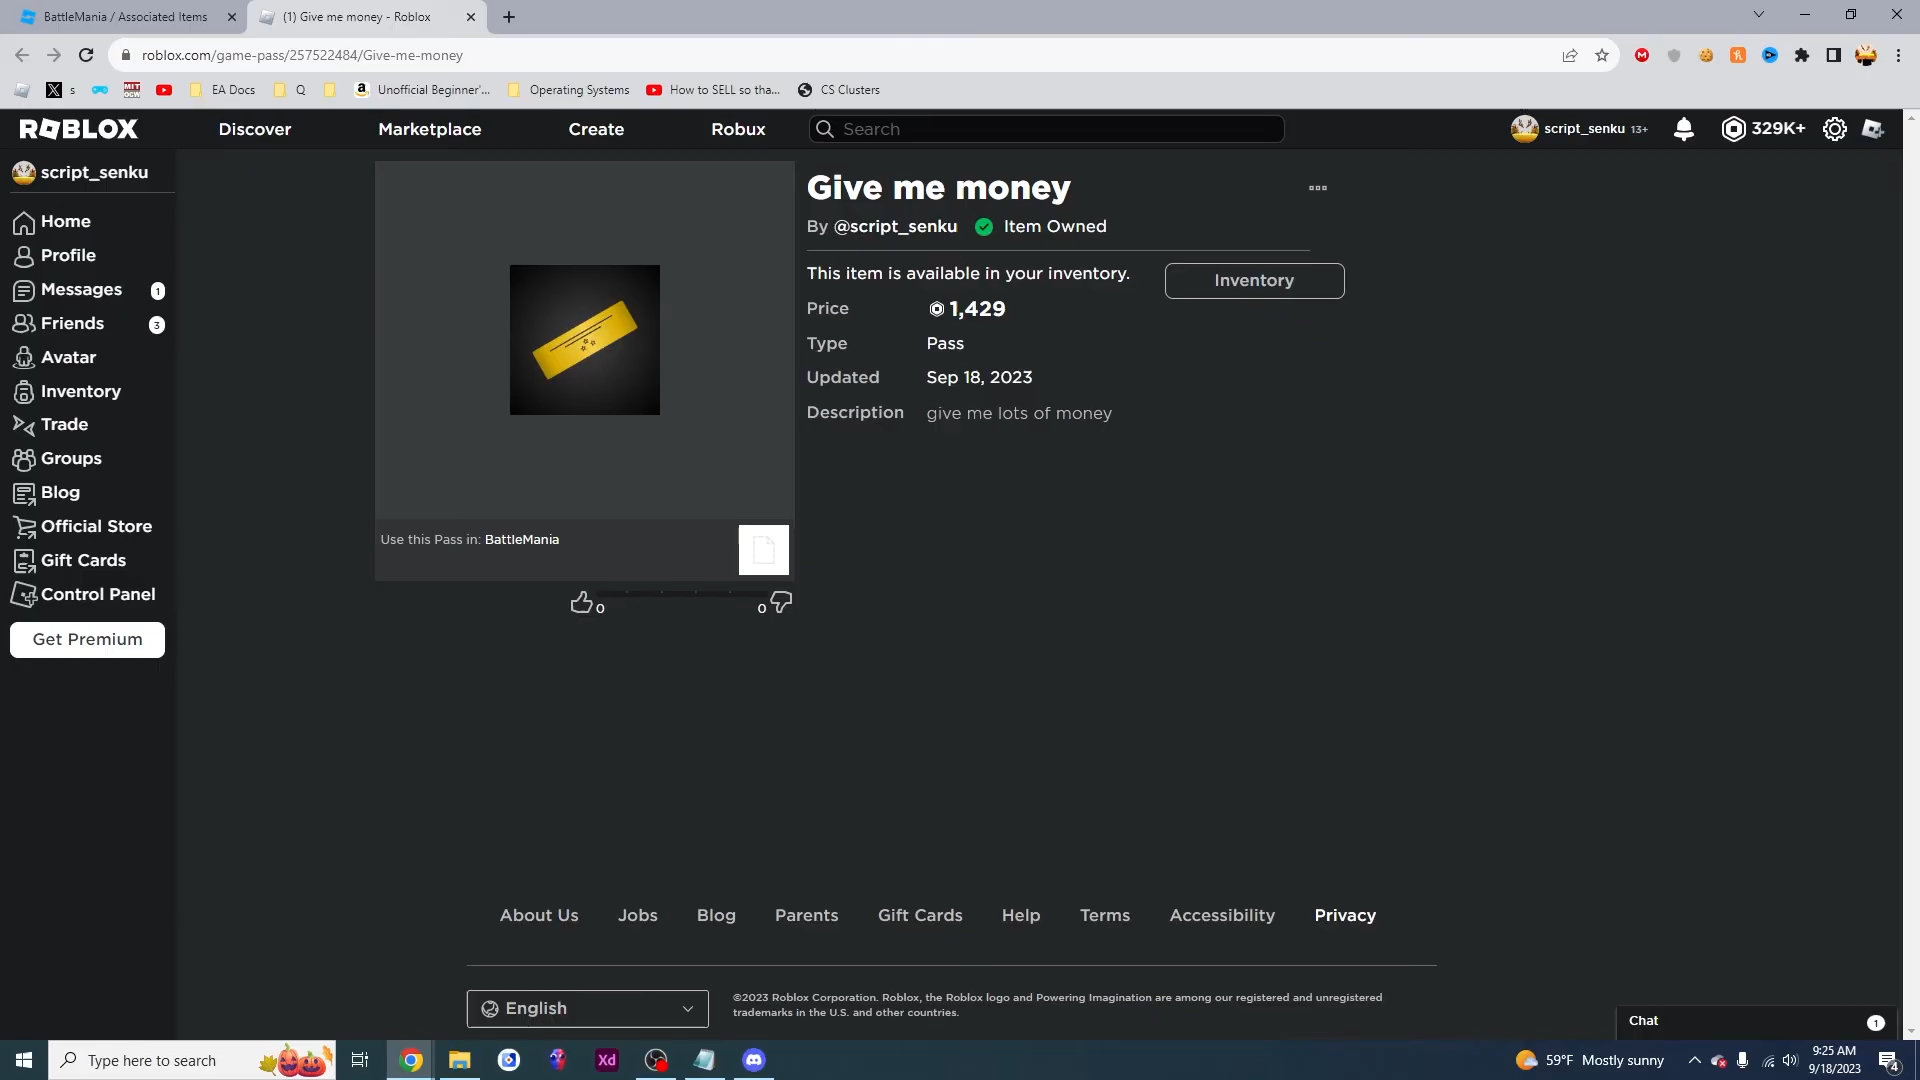 BattleMania / Associated Items
(1) Give me money - Roblox
roblox.com/game-pass/257522484/Give-me-money
s
MIT
OCW
EA Docs
Q
Unofficial Beginner'...
Operating Systems
How to SELL so tha...
CS Clusters
ROBLOX
Discover
Marketplace
Create
Robux
Search
script_senku 13+
329K+
script_senku
Home
Profile
Messages 1
Friends 3
Avatar
Inventory
Trade
Groups
Blog
Official Store
Gift Cards
Control Panel
Get Premium
Give me money
By @script_senku Item Owned
This item is available in your inventory.
Inventory
Price 1,429
Type Pass
Updated Sep 18, 2023
Description give me lots of money
Use this Pass in: BattleMania
0
0
About Us Jobs Blog Parents Gift Cards Help Terms Accessibility Privacy
English
©2023 Roblox Corporation. Roblox, the Roblox logo and Powering Imagination are among our registered and unregistered
trademarks in the U.S. and other countries.
Chat 1
Type here to search
Xd
59°F Mostly sunny
9:25 AM
9/18/2023
4